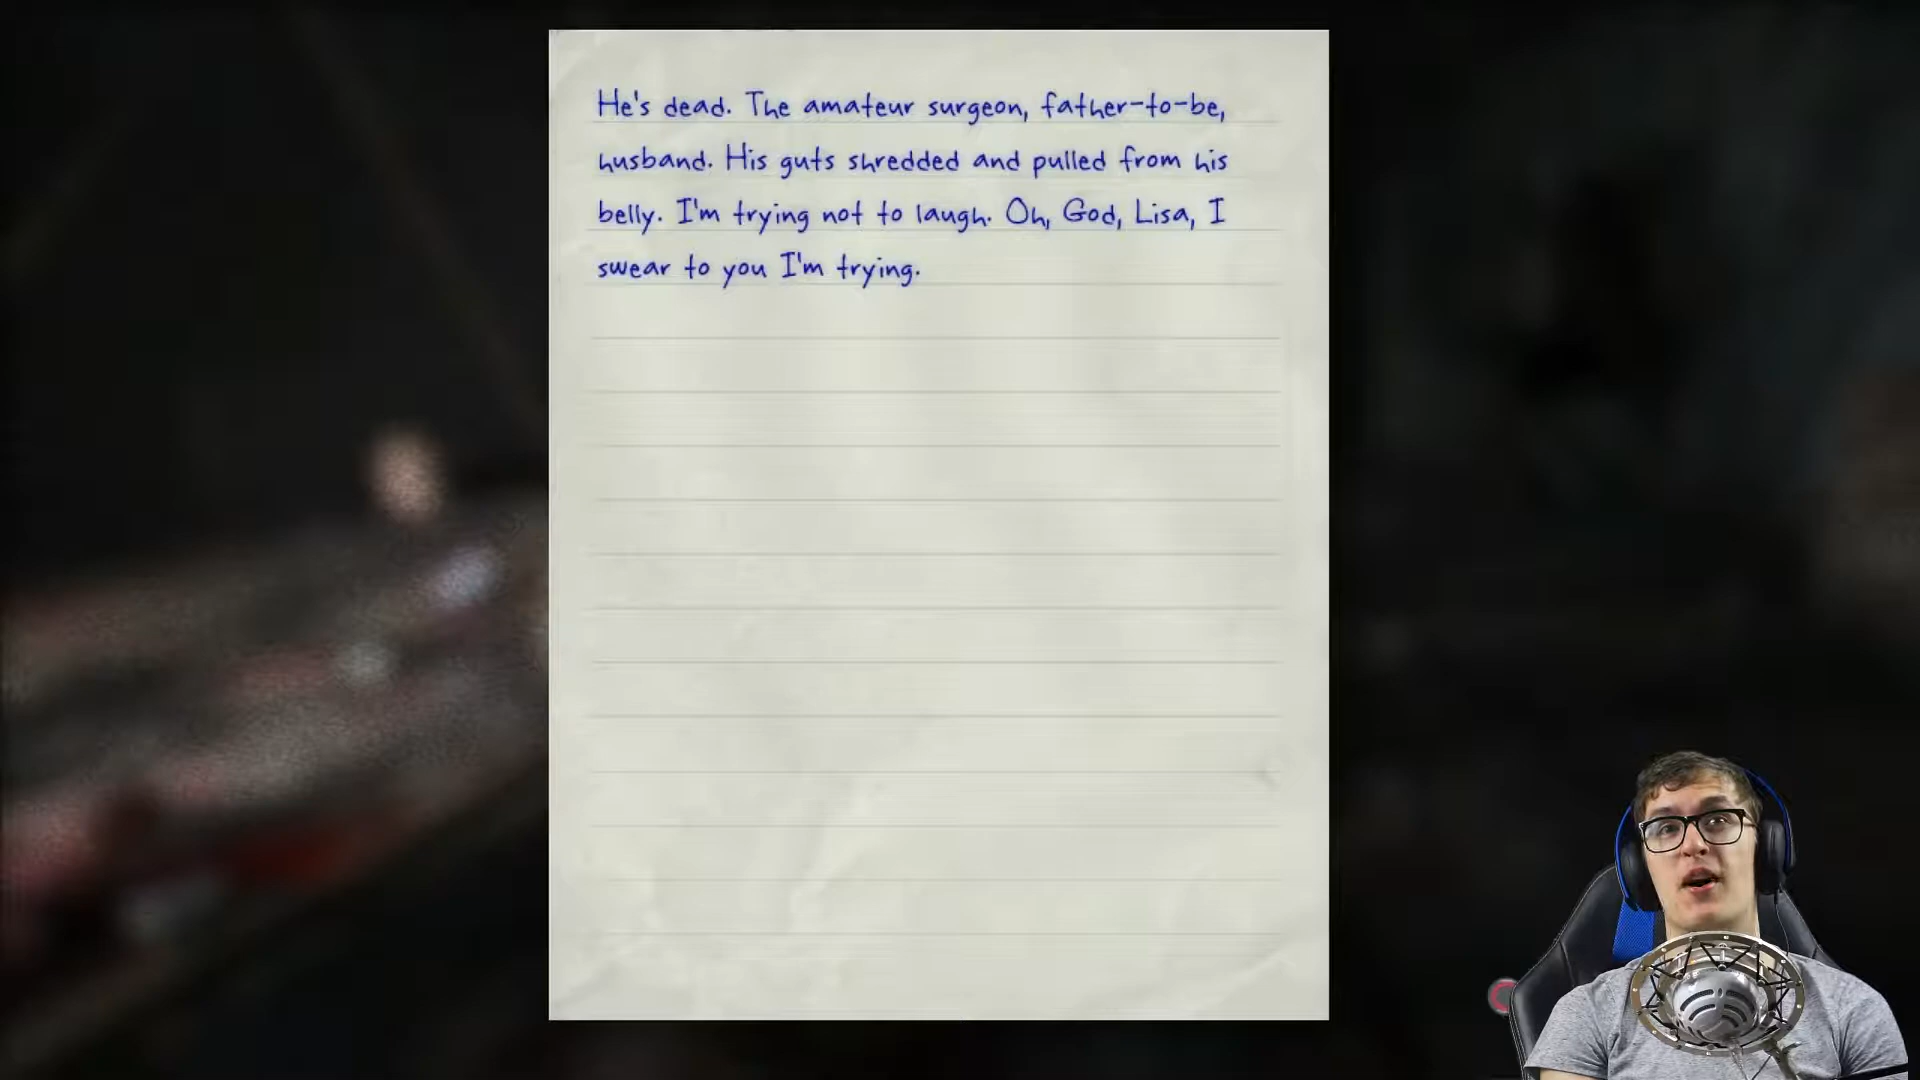 He's dead. The amateur surgeon, father-to-be,
husband. His guts shredded and pulled from his
belly. I'm trying not to laugh. Oh, God, Lisa, I
swear to you I'm trying.